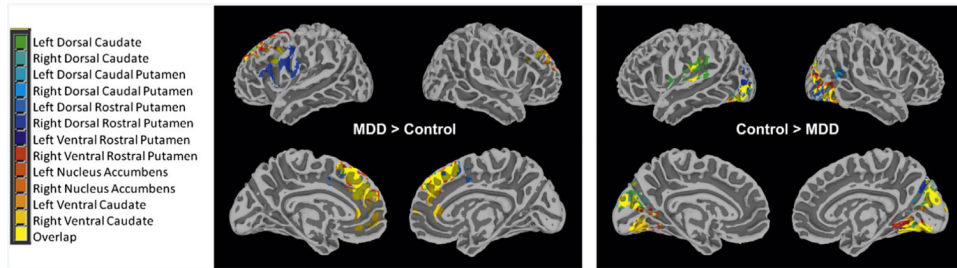 Left Dorsal Caudate
Right Dorsal Caudate
Left Dorsal Caudal Putamen
Right Dorsal Caudal Putamen
Left Dorsal Rostral Putamen
Right Dorsal Rostral Putamen
Left Ventral Rostral Putamen
Right Ventral Rostral Putamen
Left Nucleus Accumbens
Right Nucleus Accumbens
Left Ventral Caudate
Right Ventral Caudate
Overlap
MDD > Control
Control > MDD